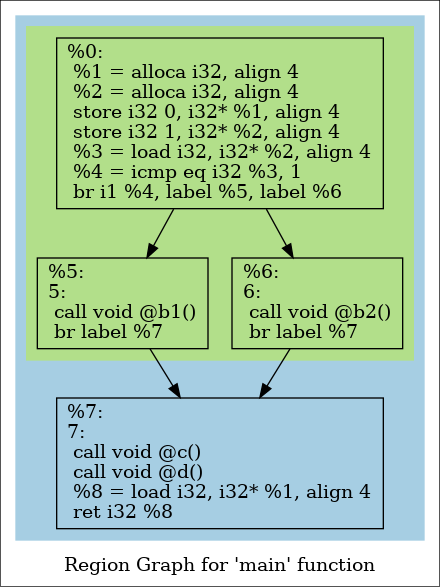 %0:
%1 = alloca i32, align 4
%2 = alloca i32, align 4
store i32 0, i32* %1, align 4
store i32 1, i32* %2, align 4
%3 = load i32, i32* %2, align 4
%4 = icmp eq i32 %3, 1
br i1 %4, label %5, label %6
%5:
5:
call void @b1()
br label %7
%6:
6:
call void @b2()
br label %7
%7:
7:
call void @c()
call void @d()
%8 = load i32, i32* %1, align 4
ret i32 %8
Region Graph for 'main' function